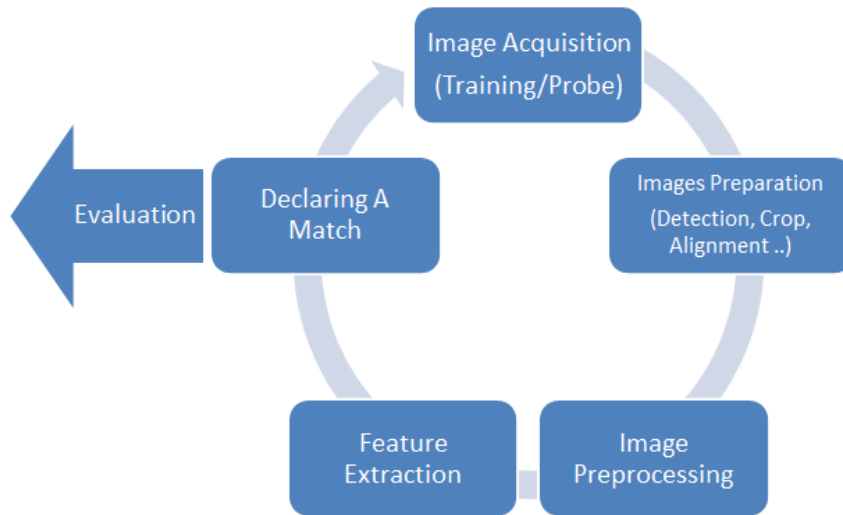 Image Acquisition
(Training/Probe)
Images Preparation
(Detection, Crop,
Alignment ..)
Image
Preprocessing
Feature
Extraction
Declaring A
Match
Evaluation